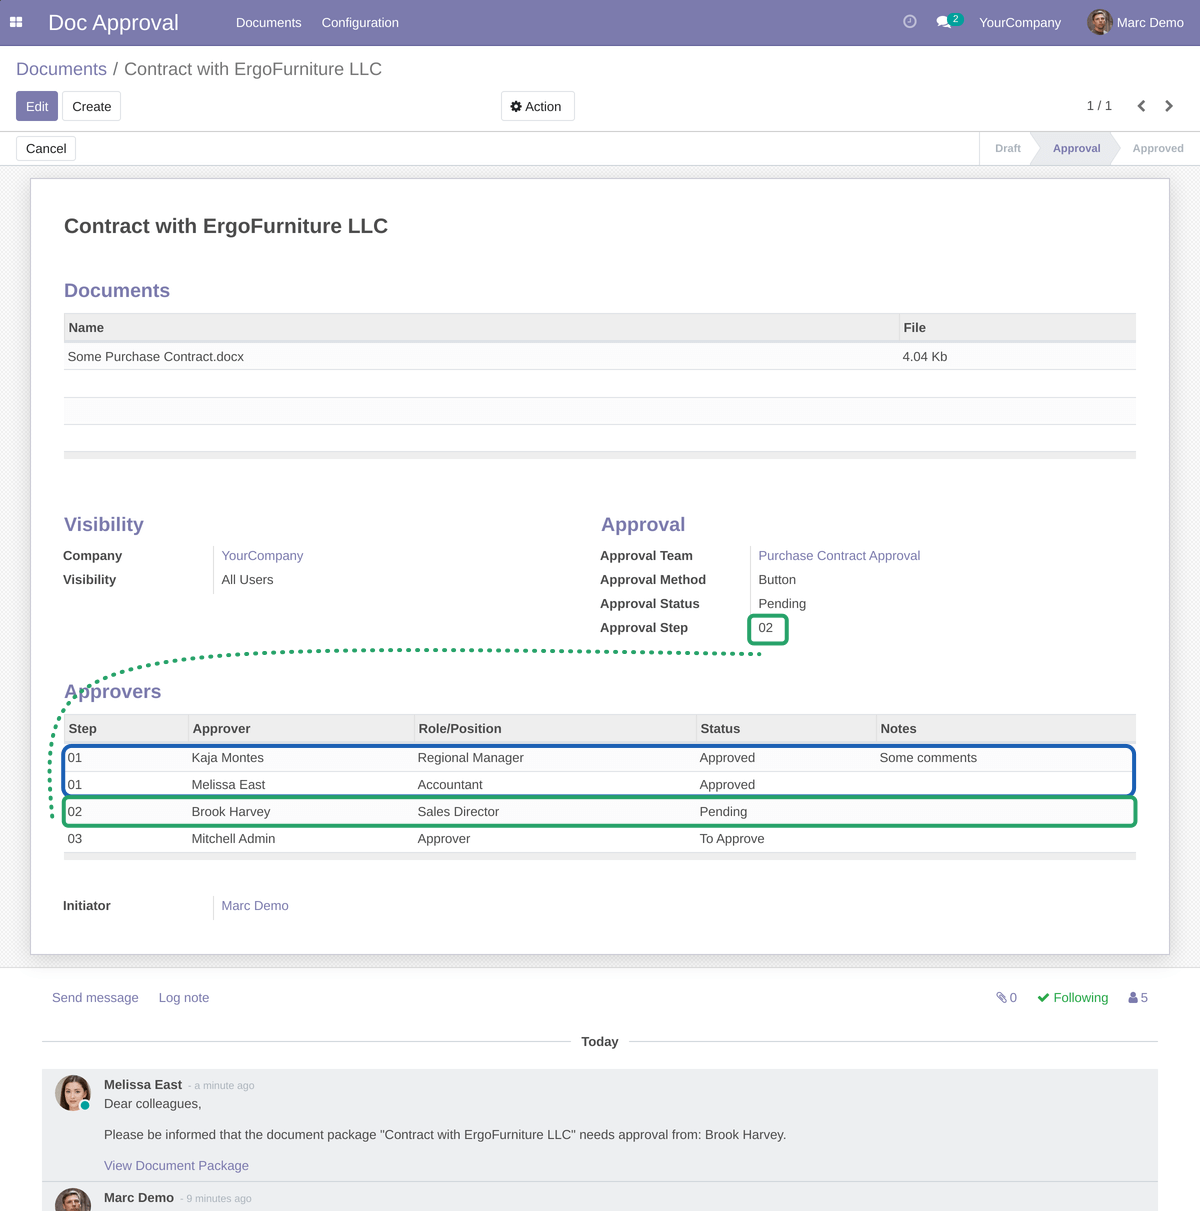 Doc Approval Documents Configuration 2 YourCompany Marc Demo
Documents / Contract with ErgoFurniture LLC
Edit Create Action 1 / 1
Cancel Draft Approval Approved
Contract with ErgoFurniture LLC
Documents
Name File
Some Purchase Contract.docx 4.04 Kb
Visibility
Company YourCompany
Visibility All Users
Approval
Approval Team Purchase Contract Approval
Approval Method Button
Approval Status Pending
Approval Step 02
Approvers
Step Approver Role/Position Status Notes
01 Kaja Montes Regional Manager Approved Some comments
01 Melissa East Accountant Approved
02 Brook Harvey Sales Director Pending
03 Mitchell Admin Approver To Approve
Initiator Marc Demo
Send message Log note 0 Following 5
Today
Melissa East - a minute ago
Dear colleagues,
Please be informed that the document package "Contract with ErgoFurniture LLC" needs approval from: Brook Harvey.
View Document Package
Marc Demo - 9 minutes ago